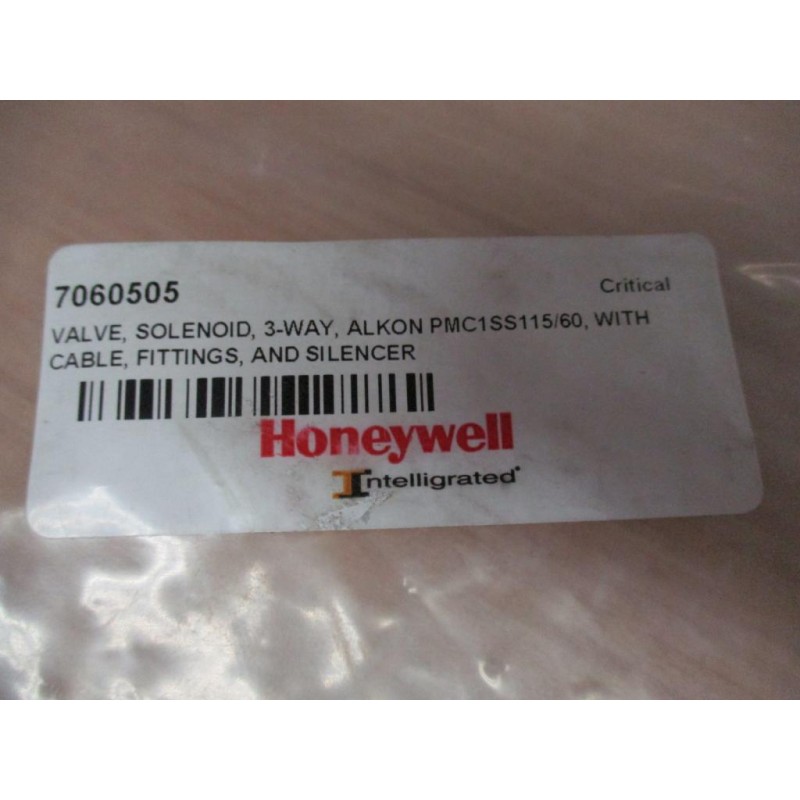 7060505
Critical
VALVE, SOLENOID, 3-WAY, ALKON PMC1SS115/60, WITH
CABLE, FITTINGS, AND SILENCER
Honeywell
Intelligrated